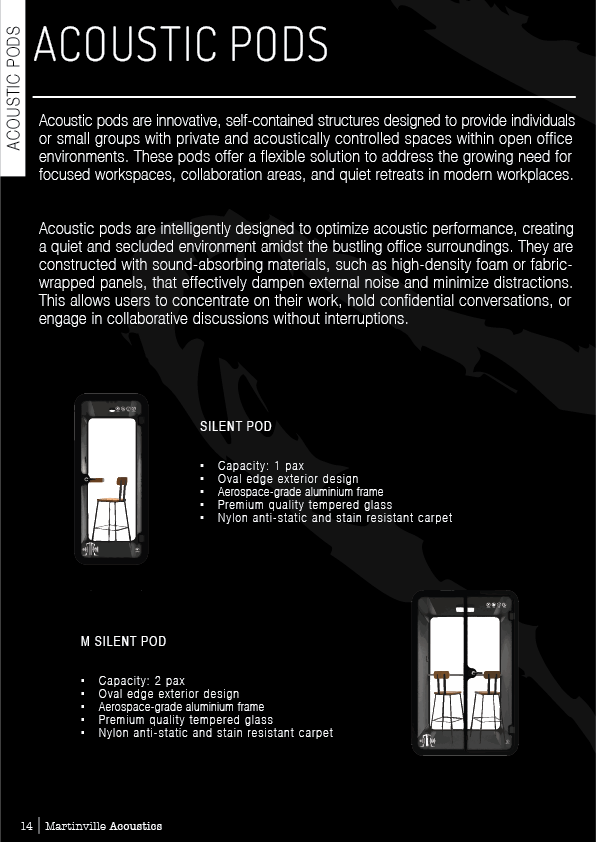 ACOUSTIC PODS
ACOUSTIC PODS
Acoustic pods are innovative, self-contained structures designed to provide individuals
or small groups with private and acoustically controlled spaces within open office
environments. These pods offer a flexible solution to address the growing need for
focused workspaces, collaboration areas, and quiet retreats in modern workplaces.
Acoustic pods are intelligently designed to optimize acoustic performance, creating
a quiet and secluded environment amidst the bustling office surroundings. They are
constructed with sound-absorbing materials, such as high-density foam or fabric-
wrapped panels, that effectively dampen external noise and minimize distractions.
This allows users to concentrate on their work, hold confidential conversations, or
engage in collaborative discussions without interruptions.
SILENT POD
▪ Capacity: 1 pax
▪ Oval edge exterior design
▪ Aerospace-grade aluminium frame
▪ Premium quality tempered glass
▪ Nylon anti-static and stain resistant carpet
M SILENT POD
▪ Capacity: 2 pax
▪ Oval edge exterior design
▪ Aerospace-grade aluminium frame
▪ Premium quality tempered glass
▪ Nylon anti-static and stain resistant carpet
14 | Martinville Acoustics